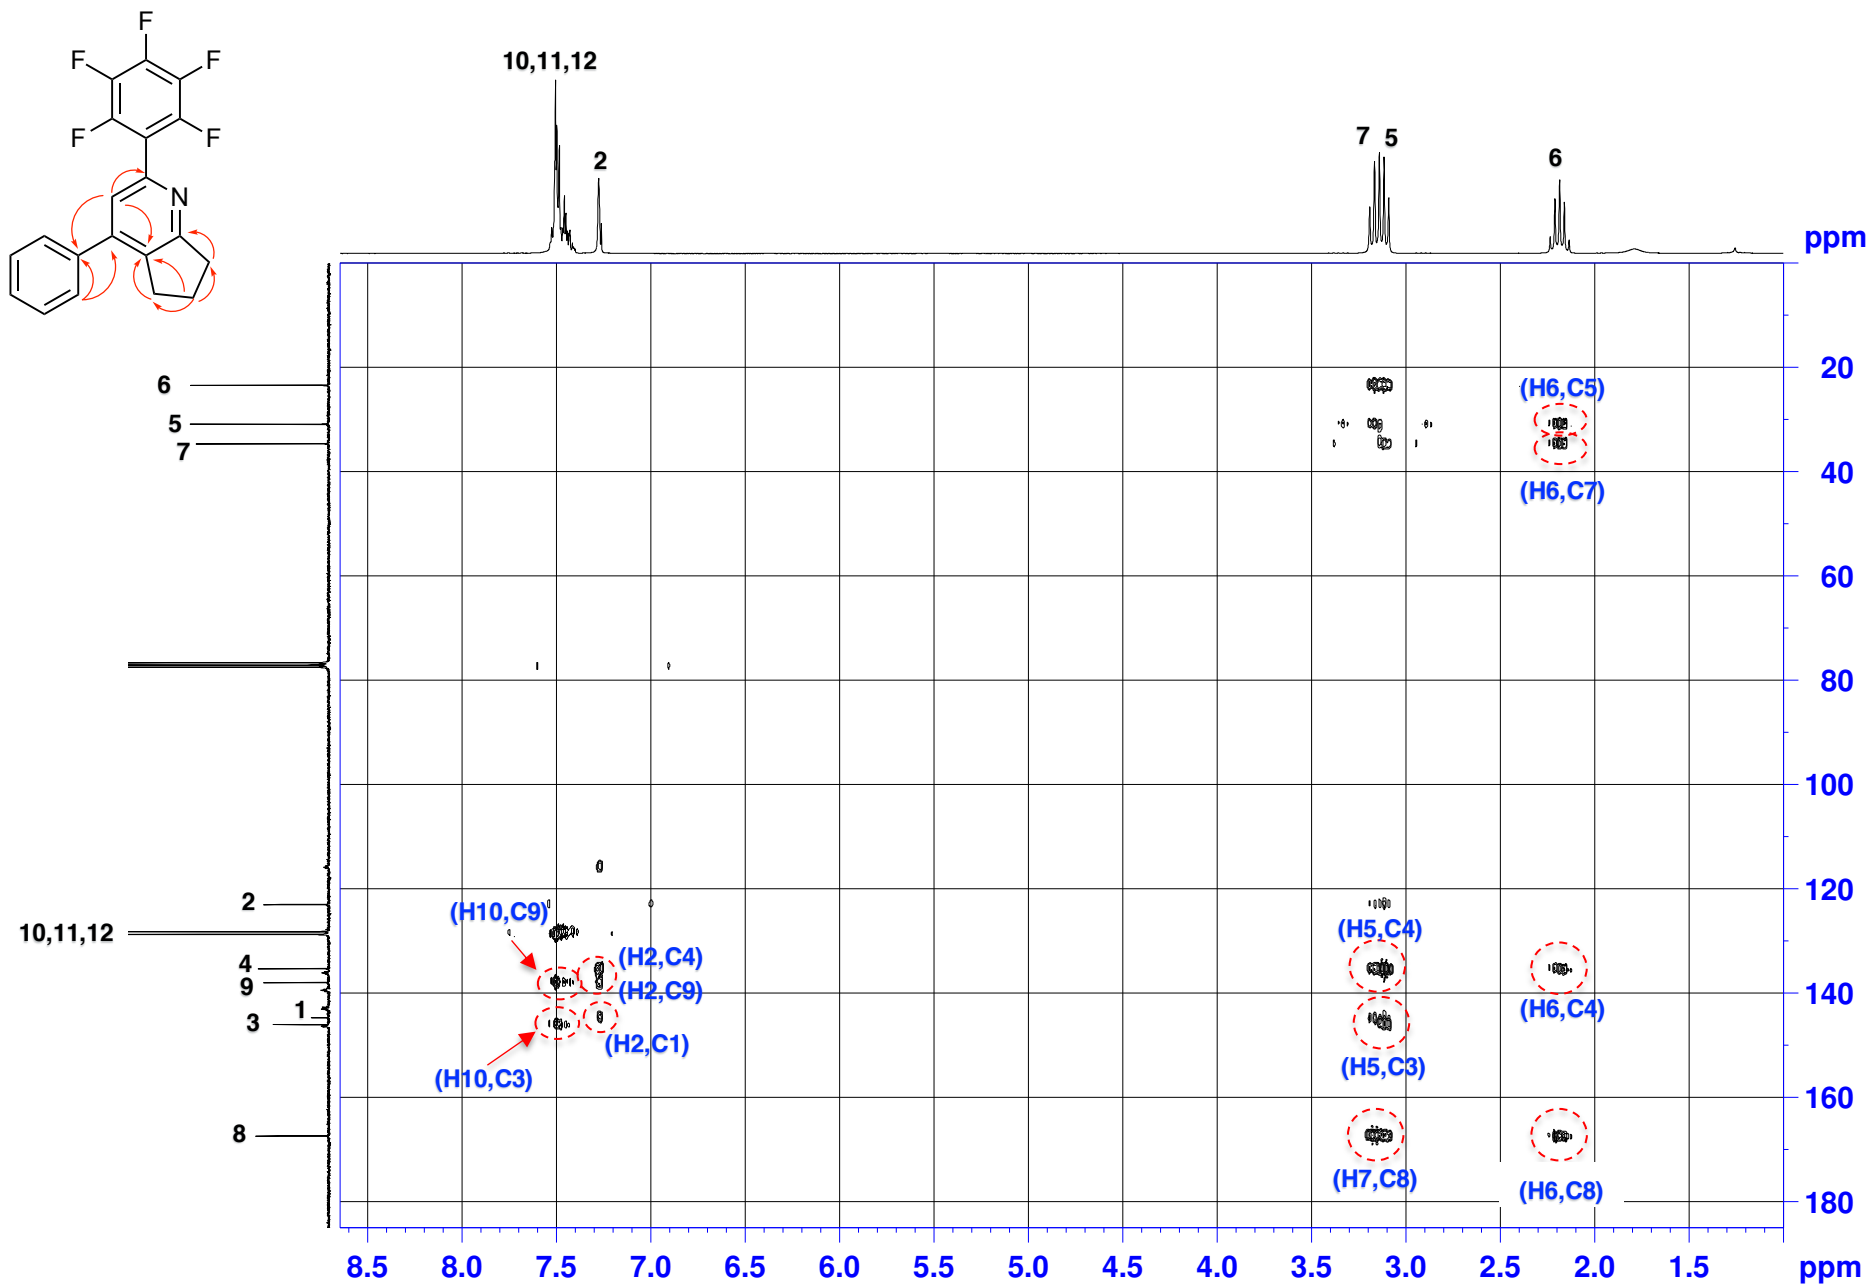 F
F F
F F
N
10,11,12
2
7 5
6
ppm
6
5
7
2
10,11,12
4
9
1
3
8
(H6,C5)
(H6,C7)
(H10,C9)
(H2,C4)
(H2,C9)
(H2,C1)
(H10,C3)
(H5,C4)
(H6,C4)
(H5,C3)
(H7,C8)
(H6,C8)
20
40
60
80
100
120
140
160
180
8.5 8.0 7.5 7.0 6.5 6.0 5.5 5.0 4.5 4.0 3.5 3.0 2.5 2.0 1.5 ppm